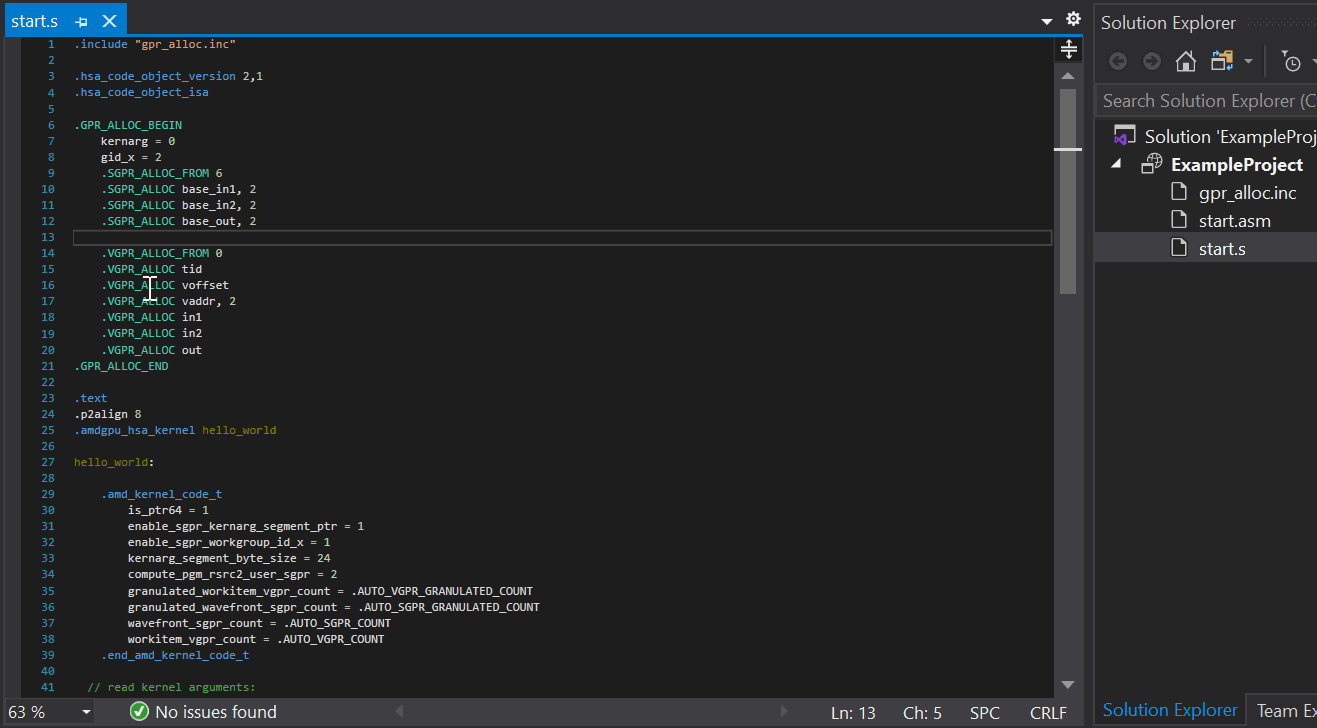 start.s
1 .include "gpr_alloc.inc"
2
3 .hsa_code_object_version 2,1
4 .hsa_code_object_isa
5
6 .GPR_ALLOC_BEGIN
7 kernarg = 0
8 gid_x = 2
9 .SGPR_ALLOC_FROM 6
10 .SGPR_ALLOC base_in1, 2
11 .SGPR_ALLOC base_in2, 2
12 .SGPR_ALLOC base_out, 2
13
14 .VGPR_ALLOC_FROM 0
15 .VGPR_ALLOC tid
16 .VGPR_ALLOC voffset
17 .VGPR_ALLOC vaddr, 2
18 .VGPR_ALLOC in1
19 .VGPR_ALLOC in2
20 .VGPR_ALLOC out
21 .GPR_ALLOC_END
22
23 .text
24 .p2align 8
25 .amdgpu_hsa_kernel hello_world
26
27 hello_world:
28
29 .amd_kernel_code_t
30 is_ptr64 = 1
31 enable_sgpr_kernarg_segment_ptr = 1
32 enable_sgpr_workgroup_id_x = 1
33 kernarg_segment_byte_size = 24
34 compute_pgm_rsrc2_user_sgpr = 2
35 granulated_workitem_vgpr_count = .AUTO_VGPR_GRANULATED_COUNT
36 granulated_wavefront_sgpr_count = .AUTO_SGPR_GRANULATED_COUNT
37 wavefront_sgpr_count = .AUTO_SGPR_COUNT
38 workitem_vgpr_count = .AUTO_VGPR_COUNT
39 .end_amd_kernel_code_t
40
41 // read kernel arguments:
63 %
No issues found
Ln: 13 Ch: 5 SPC CRLF
Solution Explorer
Search Solution Explorer (C
Solution 'ExampleProj
ExampleProject
gpr_alloc.inc
start.asm
start.s
Solution Explorer
Team Ex